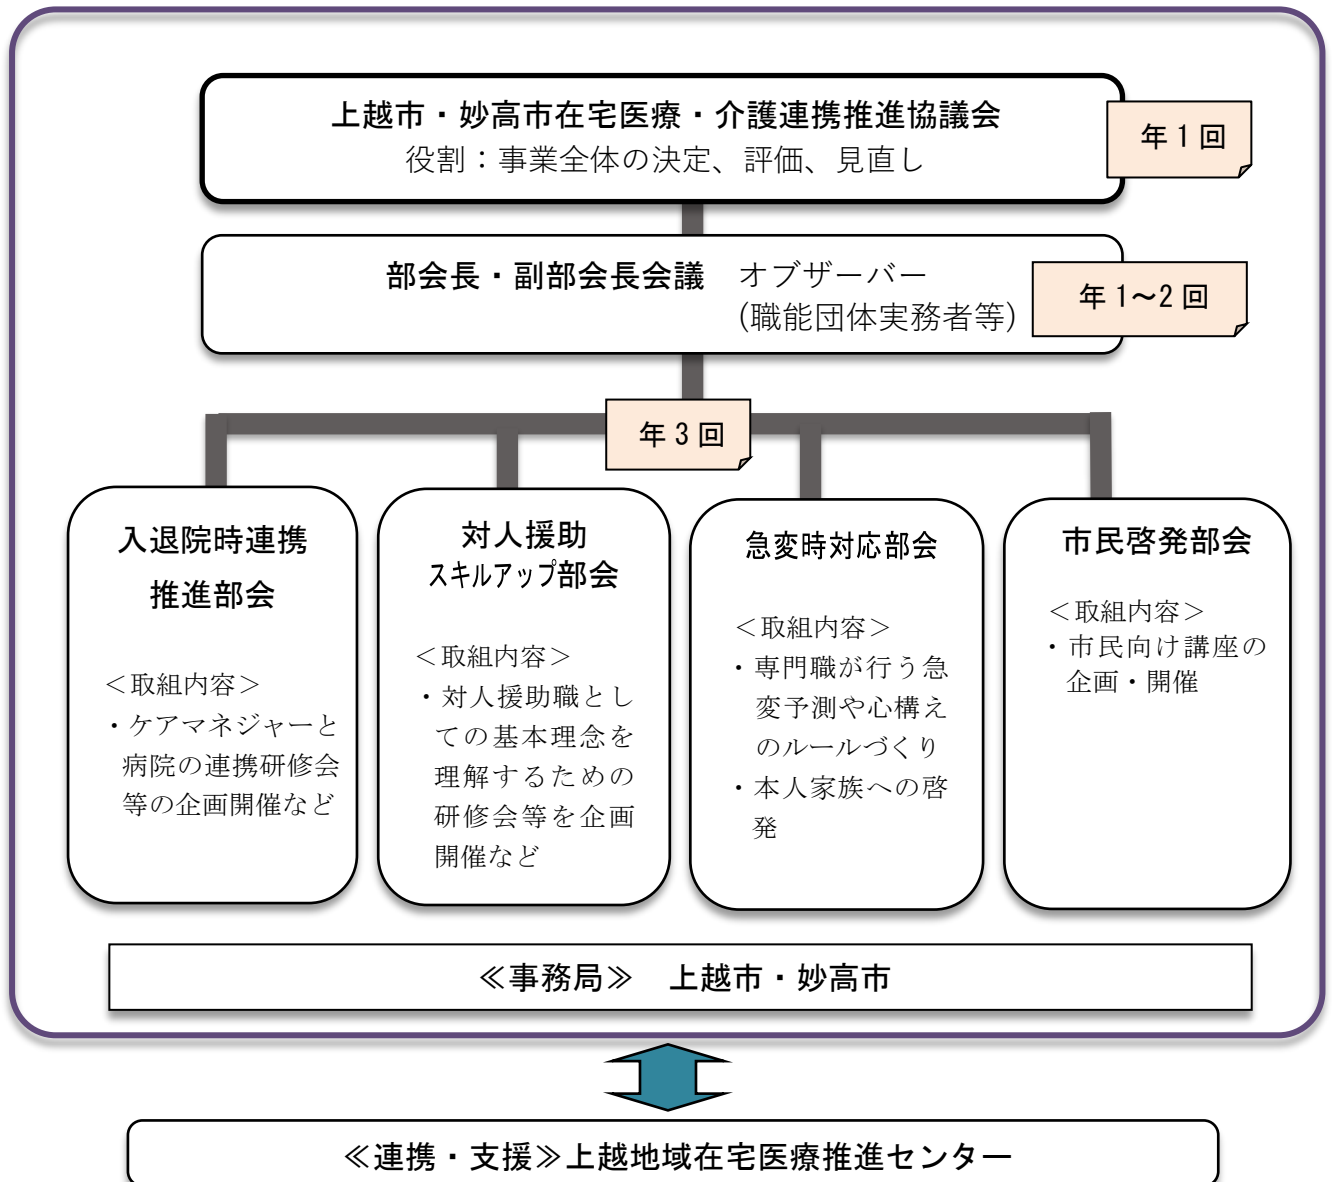 上越市・妙高市在宅医療・介護連携推進協議会
役割：事業全体の決定、評価、見直し
年1回
部会長・副部会長会議　オブザーバー
(職能団体実務者等)
年1～2回
年3回
入退院時連携
推進部会
＜取組内容＞
・ケアマネジャーと
病院の連携研修会
等の企画開催など
対人援助
スキルアップ部会
＜取組内容＞
・対人援助職とし
ての基本理念を
理解するための
研修会等を企画
開催など
急変時対応部会
＜取組内容＞
・専門職が行う急
変予測や心構え
のルールづくり
・本人家族への啓
発
市民啓発部会
＜取組内容＞
・市民向け講座の
企画・開催
≪事務局≫　上越市・妙高市
≪連携・支援≫上越地域在宅医療推進センター